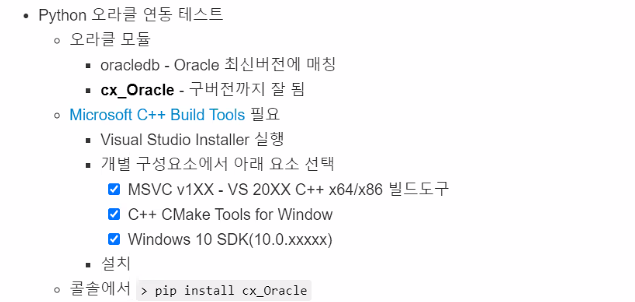 Python 오라클 연동 테스트
오라클 모듈
oracledb - Oracle 최신버전에 매칭
cx_Oracle - 구버전까지 잘 됨
Microsoft C++ Build Tools 필요
Visual Studio Installer 실행
개별 구성요소에서 아래 요소 선택
MSVC v1XX - VS 20XX C++ x64/x86 빌드도구
C++ CMake Tools for Window
Windows 10 SDK(10.0.xxxxx)
설치
콜솔에서 > pip install cx_Oracle